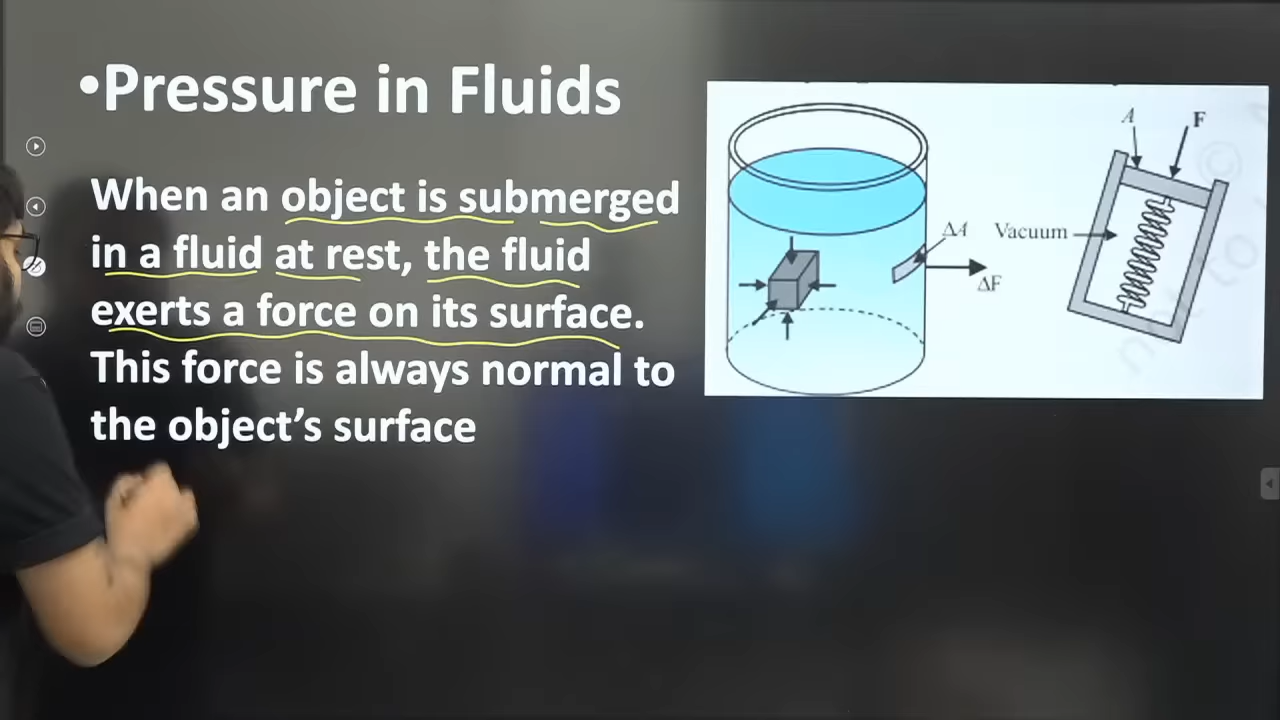 •Pressure in Fluids
When an object is submerged
in a fluid at rest, the fluid
exerts a force on its surface.
This force is always normal to
the object’s surface
A
F
ΔA
Vacuum
ΔF